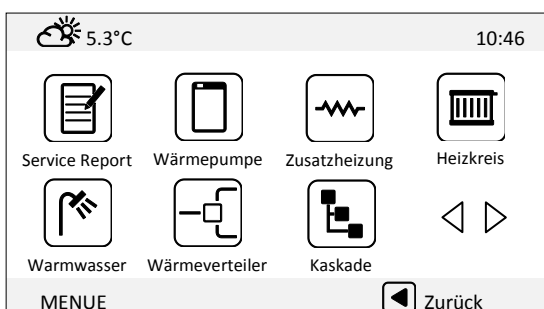 5.3°C 10:46
Service Report Wärmepumpe Zusatzheizung Heizkreis
Warmwasser Wärmeverteiler Kaskade
MENUE Zurück